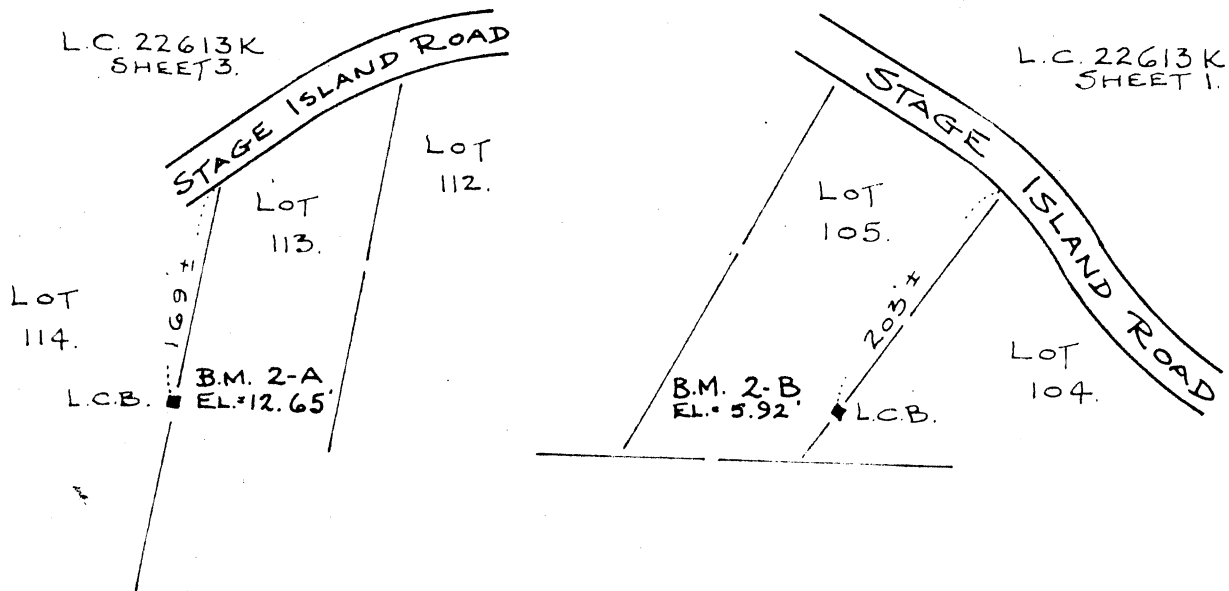 L.C. 22613K
SHEET 3.
STAGE ISLAND ROAD
LOT
112.
LOT
113.
169'±
LOT
114.
B.M. 2-A
EL.=12.65'
L.C.B.
L.C. 22613K
SHEET 1.
STAGE ISLAND ROAD
LOT
105.
203'±
LOT
104.
B.M. 2-B
EL.= 5.92'
L.C.B.